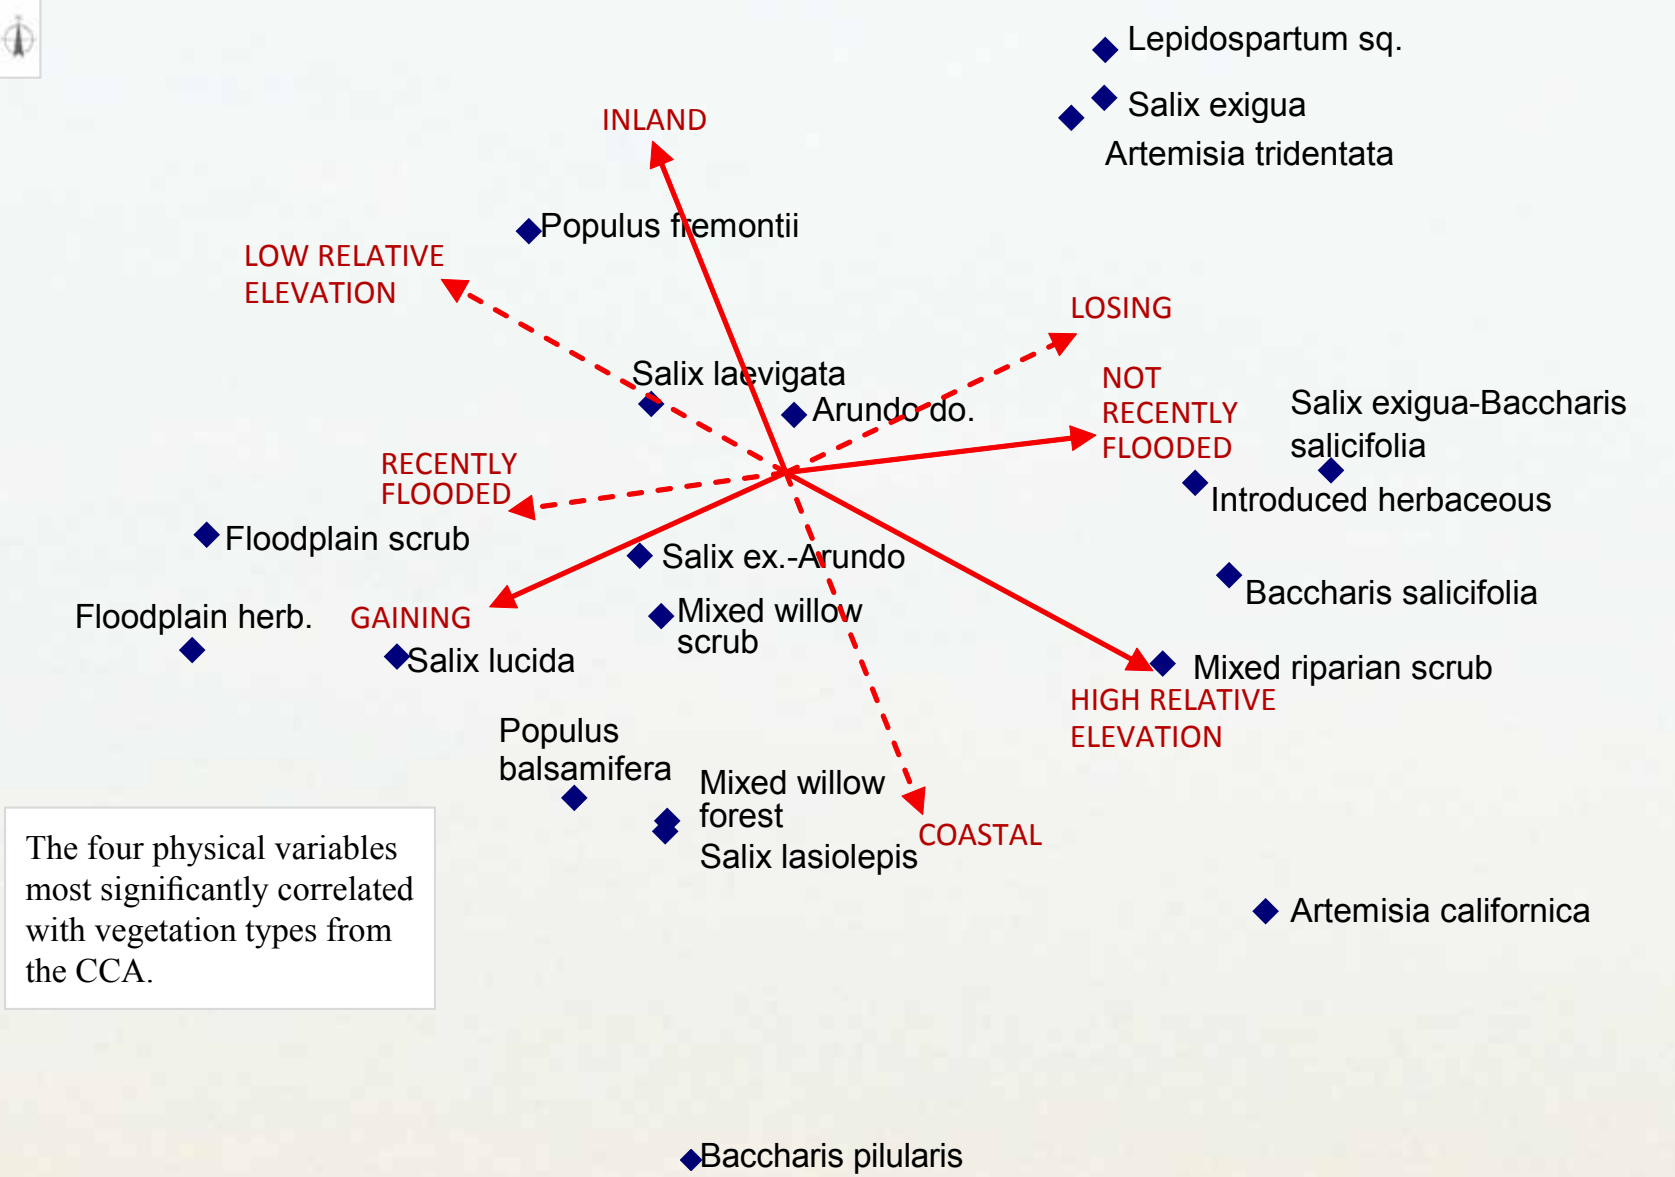 Lepidospartum sq.
Salix exigua
INLAND
Artemisia tridentata
Populus fremontii
LOW RELATIVE
ELEVATION
LOSING
Salix laevigata
NOT
RECENTLY
FLOODED
Arundo do.
Salix exigua-Baccharis
salicifolia
RECENTLY
FLOODED
Introduced herbaceous
Floodplain scrub
Salix ex.-Arundo
Baccharis salicifolia
Floodplain herb.
GAINING
Mixed willow
scrub
Salix lucida
Mixed riparian scrub
HIGH RELATIVE
ELEVATION
Populus
balsamifera
Mixed willow
forest
Salix lasiolepis
COASTAL
The four physical variables
most significantly correlated
with vegetation types from
the CCA.
Artemisia californica
Baccharis pilularis